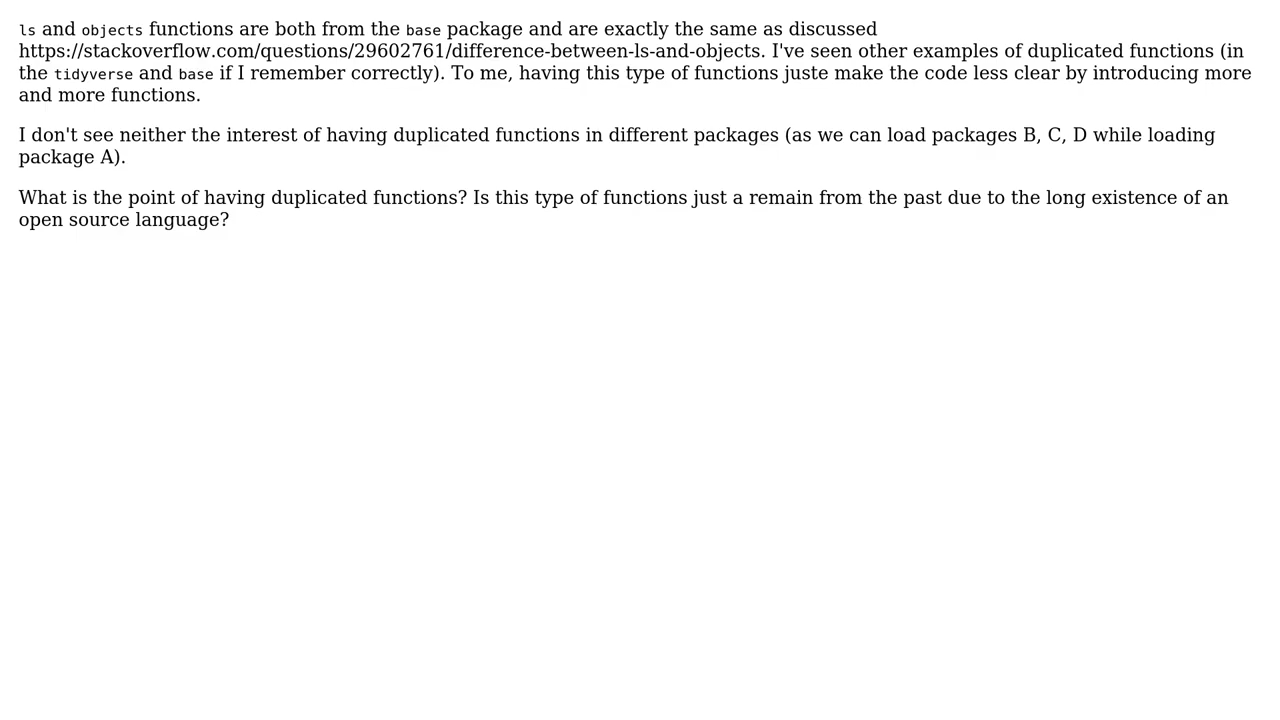 ls and objects functions are both from the base package and are exactly the same as discussed
https://stackoverflow.com/questions/29602761/difference-between-ls-and-objects. I've seen other examples of duplicated functions (in
the tidyverse and base if I remember correctly). To me, having this type of functions juste make the code less clear by introducing more
and more functions.
I don't see neither the interest of having duplicated functions in different packages (as we can load packages B, C, D while loading
package A).
What is the point of having duplicated functions? Is this type of functions just a remain from the past due to the long existence of an
open source language?